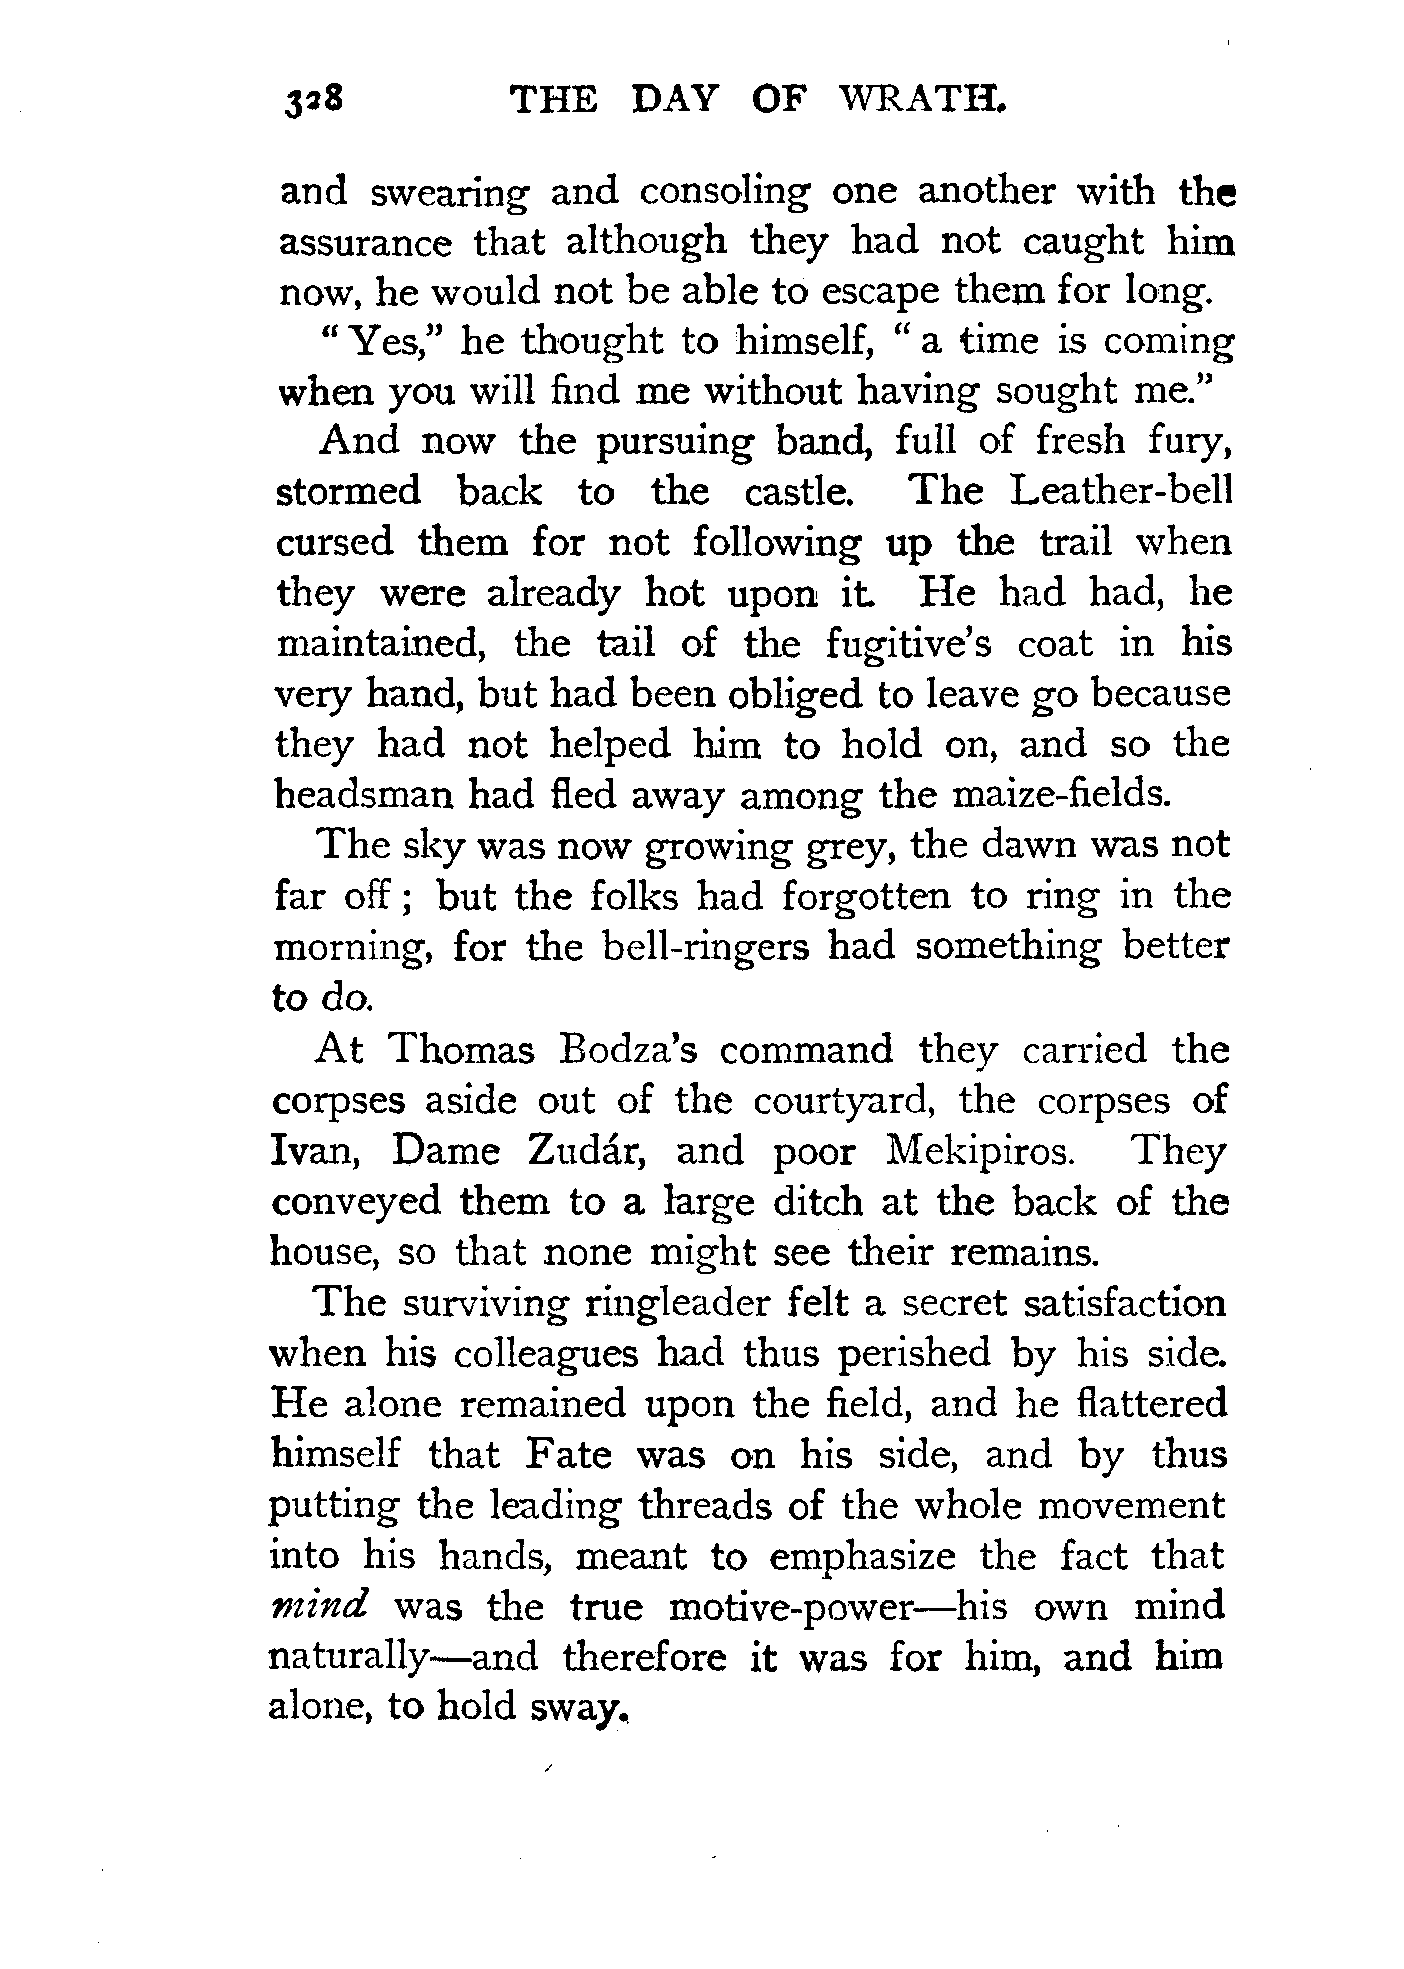 328 THE DAY OF WRATH.
and swearing and consoling one another with the
assurance that although they had not caught him
now, he would not be able to escape them for long.
“Yes,” he thought to himself, “a time is coming
when you will find me without having sought me.”
And now the pursuing band, full of fresh fury,
stormed back to the castle. The Leather-bell
cursed them for not following up the trail when
they were already hot upon it. He had had, he
maintained, the tail of the fugitive’s coat in his
very hand, but had been obliged to leave go because
they had not helped him to hold on, and so the
headsman had fled away among the maize-fields.
The sky was now growing grey, the dawn was not
far off; but the folks had forgotten to ring in the
morning, for the bell-ringers had something better
to do.
At Thomas Bodza’s command they carried the
corpses aside out of the courtyard, the corpses of
Ivan, Dame Zudár, and poor Mekipiros. They
conveyed them to a large ditch at the back of the
house, so that none might see their remains.
The surviving ringleader felt a secret satisfaction
when his colleagues had thus perished by his side.
He alone remained upon the field, and he flattered
himself that Fate was on his side, and by thus
putting the leading threads of the whole movement
into his hands, meant to emphasize the fact that
mind was the true motive-power—his own mind
naturally—and therefore it was for him, and him
alone, to hold sway.